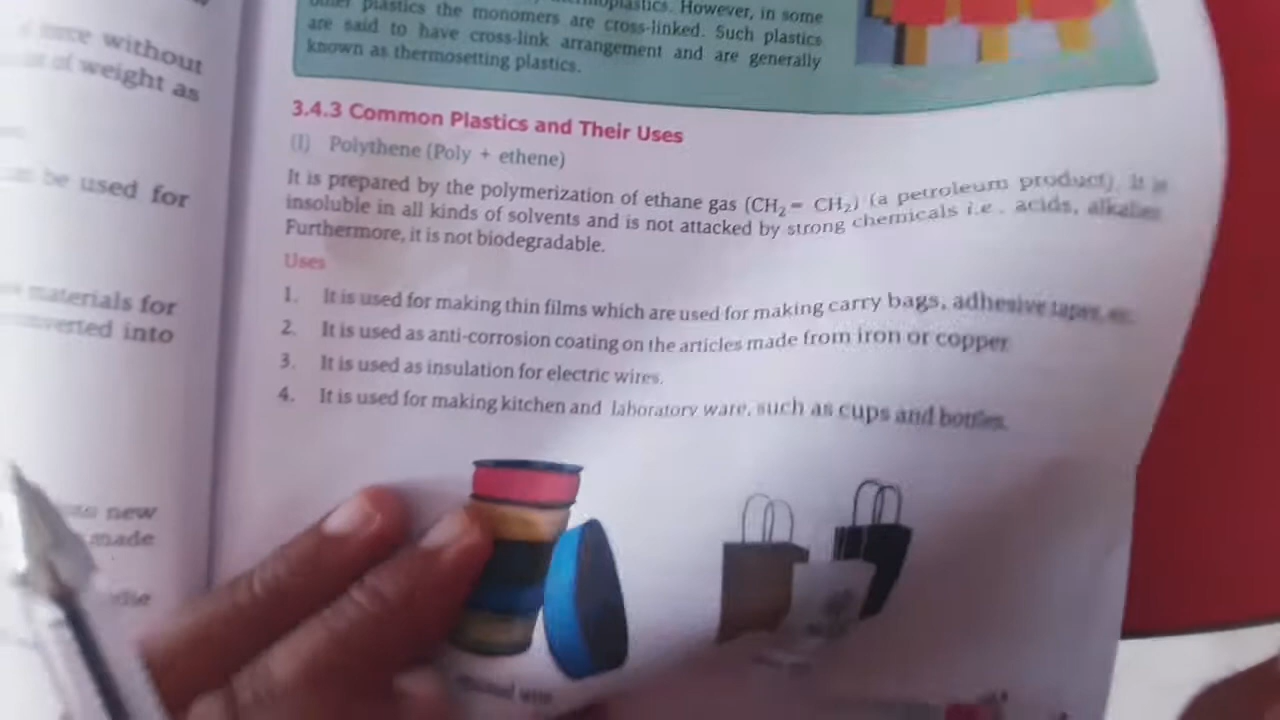 moplastics. However, in some
other plastics the monomers are cross-linked. Such plastics
are said to have cross-link arrangement and are generally
known as thermosetting plastics.
3.4.3 Common Plastics and Their Uses
(I) Polythene (Poly + ethene)
It is prepared by the polymerization of ethane gas (CH₂ = CH₂) (a petroleum product). It is
insoluble in all kinds of solvents and is not attacked by strong chemicals i.e., acids, alkalies
Furthermore, it is not biodegradable.
Uses
1. It is used for making thin films which are used for making carry bags, adhesive tapes,
2. It is used as anti-corrosion coating on the articles made from iron or copper.
3. It is used as insulation for electric wires.
4. It is used for making kitchen and laboratory ware, such as cups and bottles.
without
of weight as
be used for
materials for
into
new
made